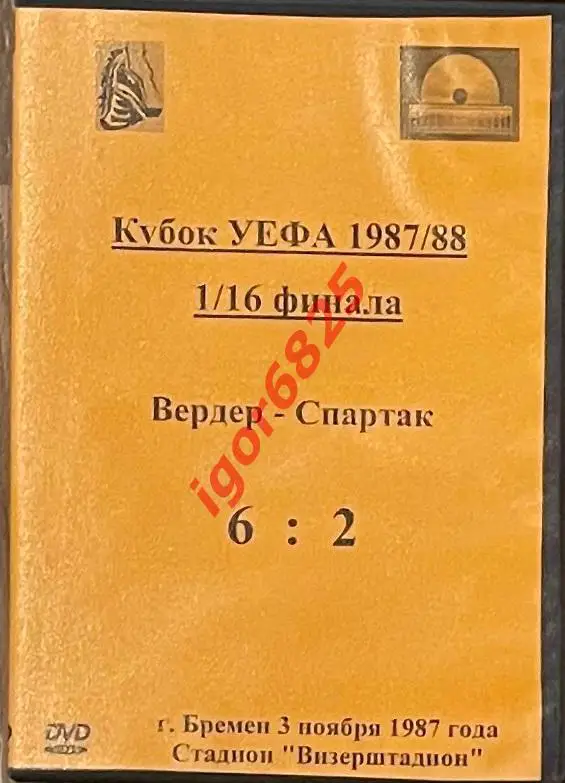 Кубок УЕФА 1987/88
1/16 финала
Вердер - Спартак
igor6825
6 : 2
DVD
г. Бремен 3 ноября 1987 года
Стадион "Визерштадион"